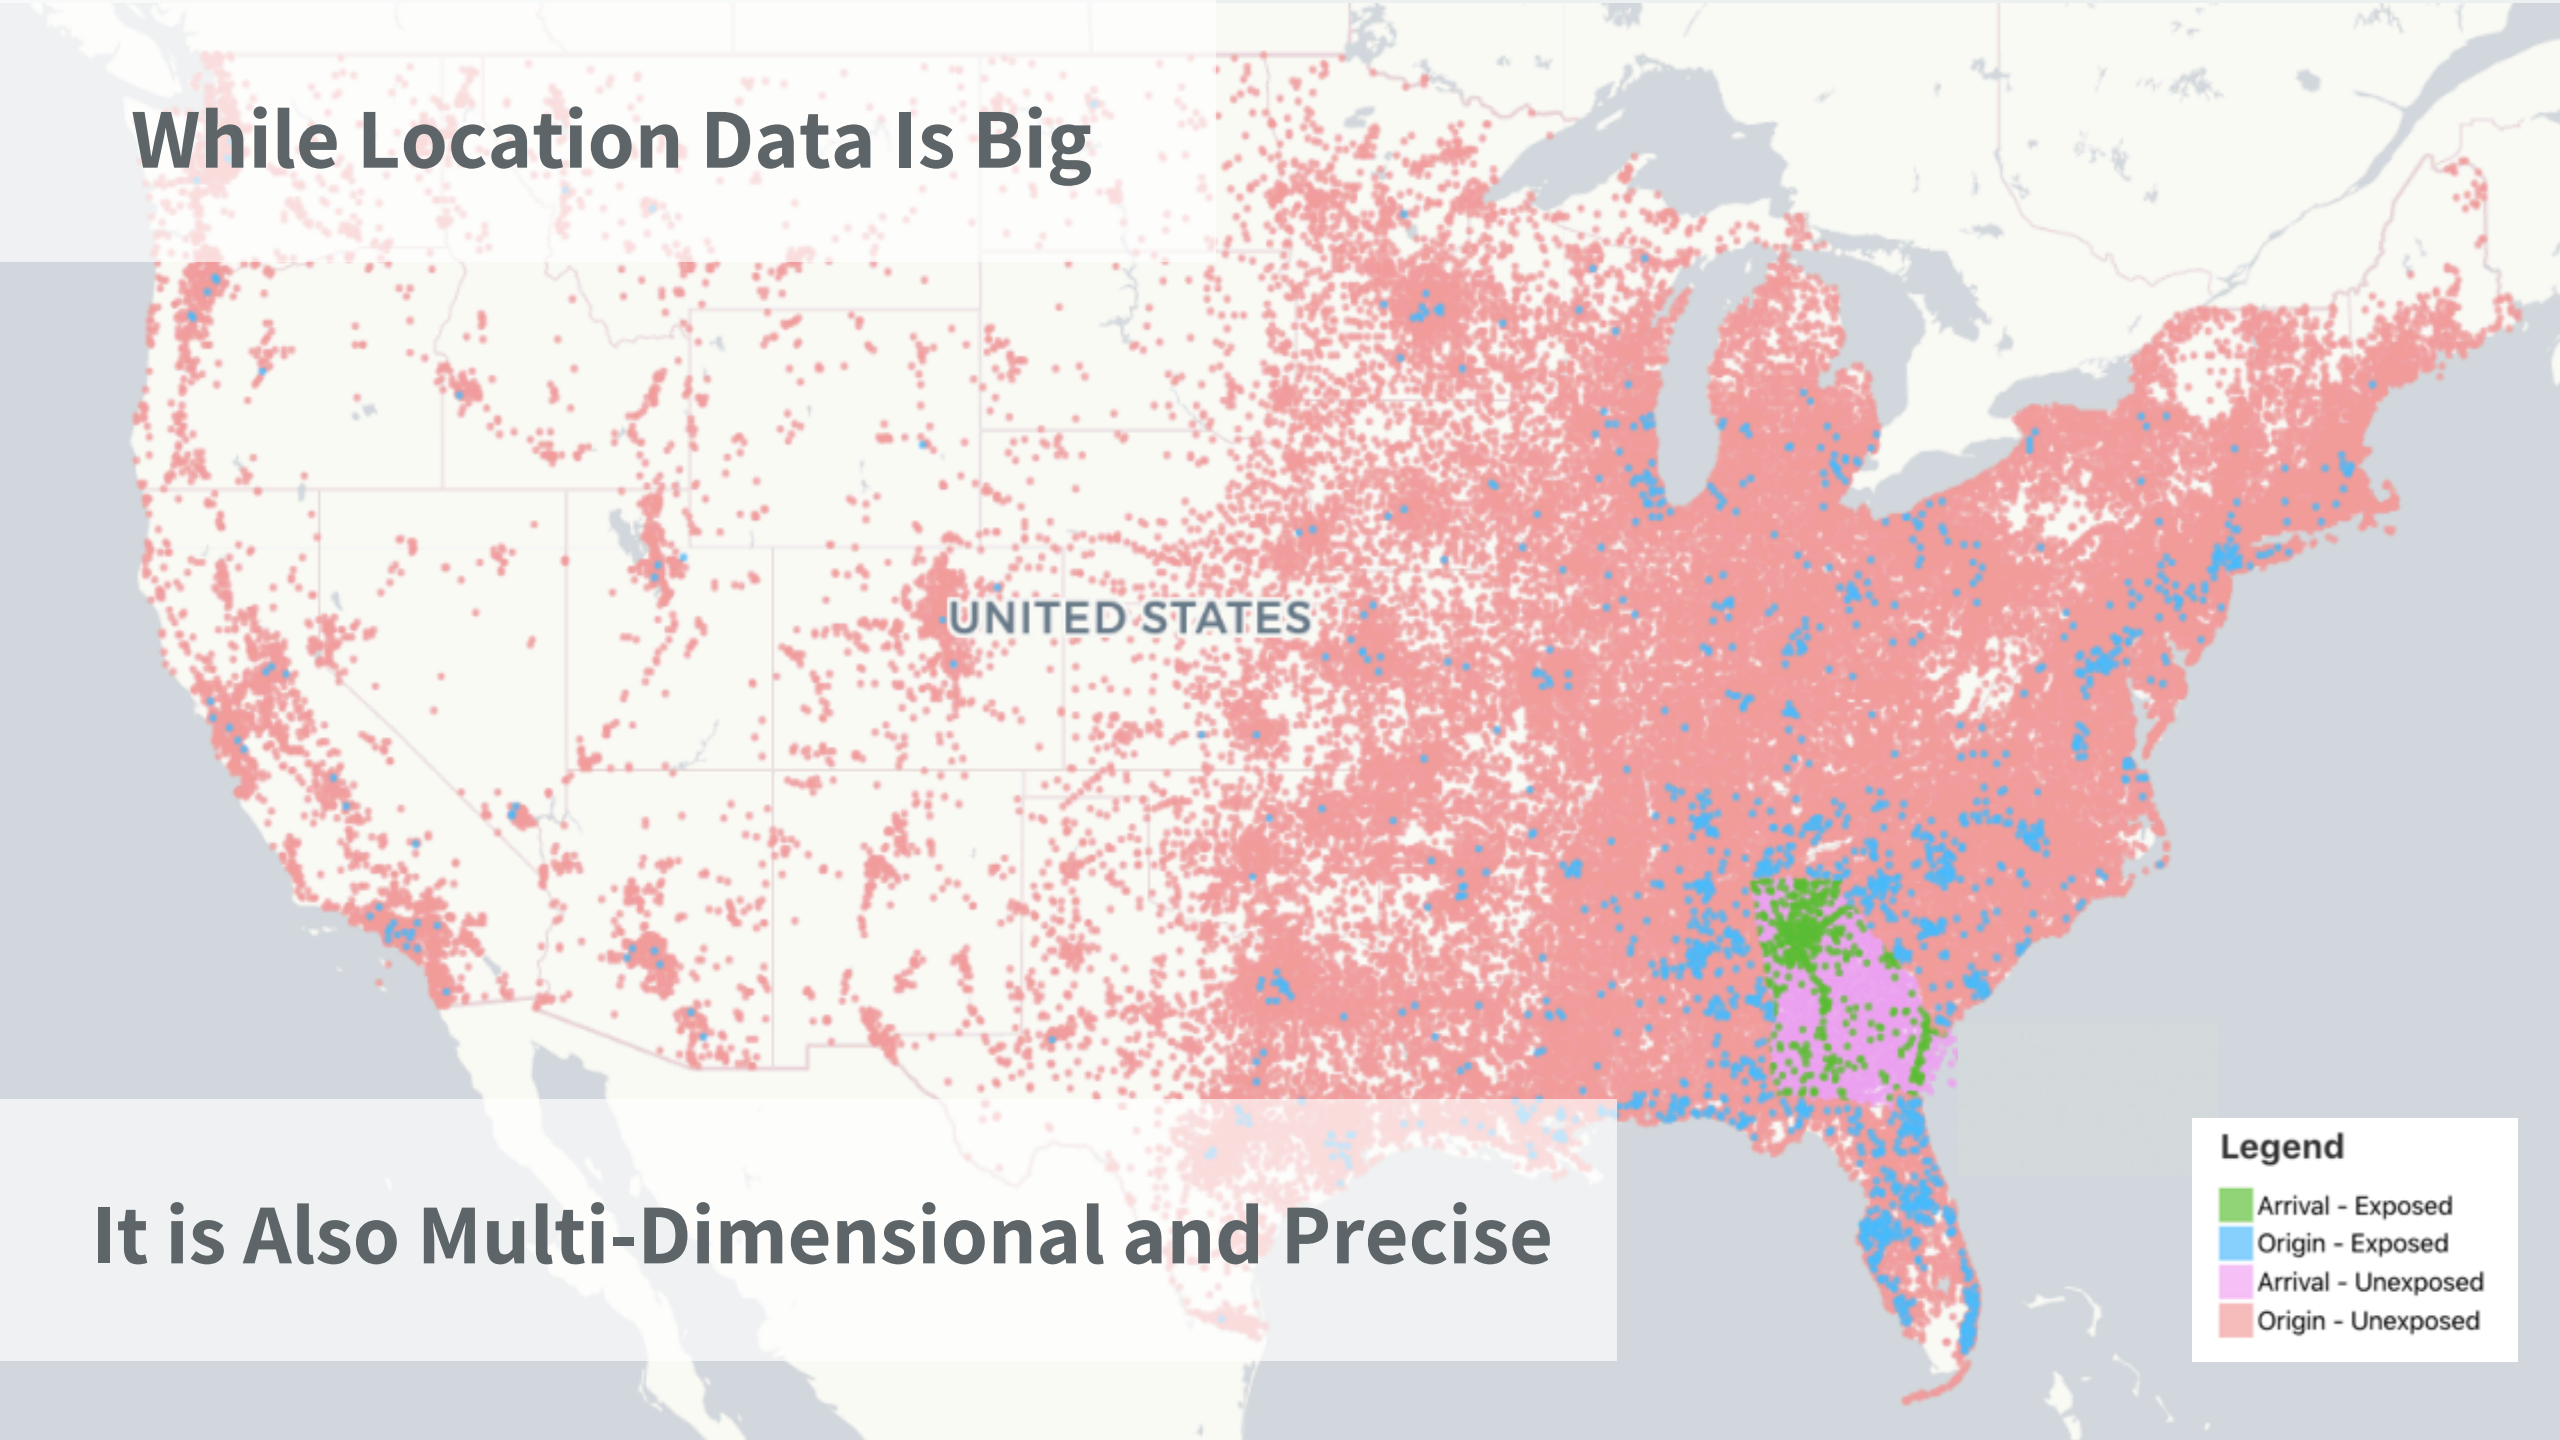 While Location Data Is Big
UNITED STATES
It is Also Multi-Dimensional and Precise
Legend
Arrival - Exposed
Origin - Exposed
Arrival - Unexposed
Origin - Unexposed